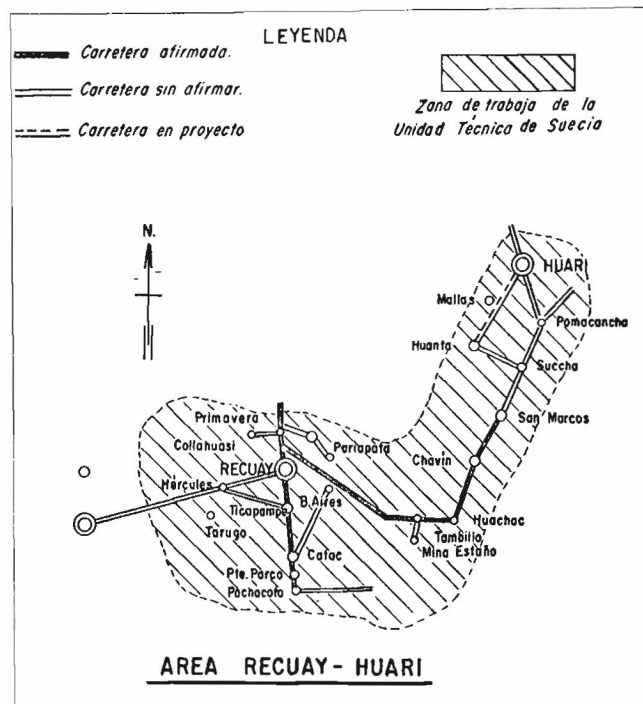 LEYENDA
Carretera afirmada.
Carretera sin afirmar.
Carretera en proyecto
Zona de trabaja de la
Unidad Técnica de Suecia
N.
HUARI
Mallas
Pomacancha
Huanta
Succha
San Marcos
Primavera
Collahuasi
Pariapata
Chavín
RECUAY
Hércules
B. Aires
Ticapampa
Huachac
Tarugo
Tambillo
Mina Estaño
Catac
Pte. Parco
Pachacoto
AREA RECUAY - HUARI